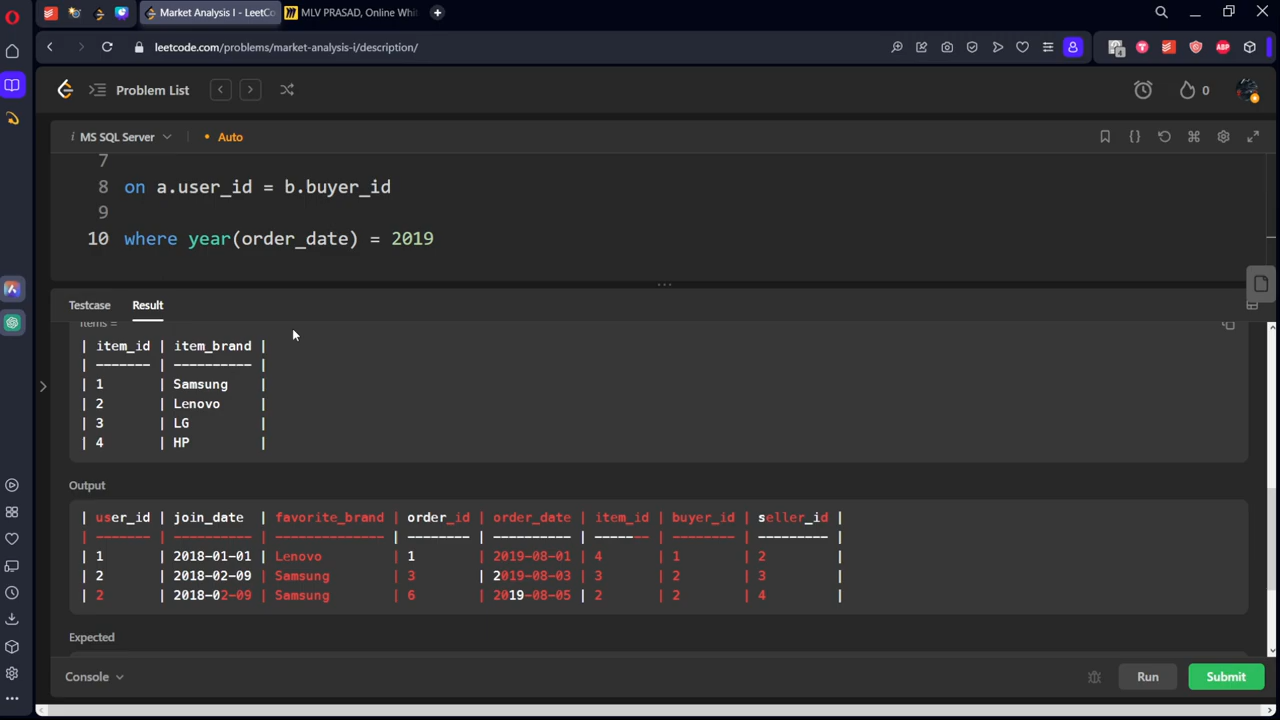 Market Analysis I - LeetCo
MLV PRASAD, Online Whit
leetcode.com/problems/market-analysis-i/description/
4
ABP
Problem List
0
i MS SQL Server
• Auto
7
8 on a.user_id = b.buyer_id
9
10 where year(order_date) = 2019
Testcase Result
items =
| item_id | item_brand |
| ------- | ---------- |
| 1 | Samsung |
| 2 | Lenovo |
| 3 | LG |
| 4 | HP |
Output
| user_id | join_date | favorite_brand | order_id | order_date | item_id | buyer_id | seller_id |
| ------- | ---------- | -------------- | -------- | ---------- | ------- | -------- | --------- |
| 1 | 2018-01-01 | Lenovo | 1 | 2019-08-01 | 4 | 1 | 2 |
| 2 | 2018-02-09 | Samsung | 3 | 2019-08-03 | 3 | 2 | 3 |
| 2 | 2018-02-09 | Samsung | 6 | 2019-08-05 | 2 | 2 | 4 |
Expected
Console
Run
Submit